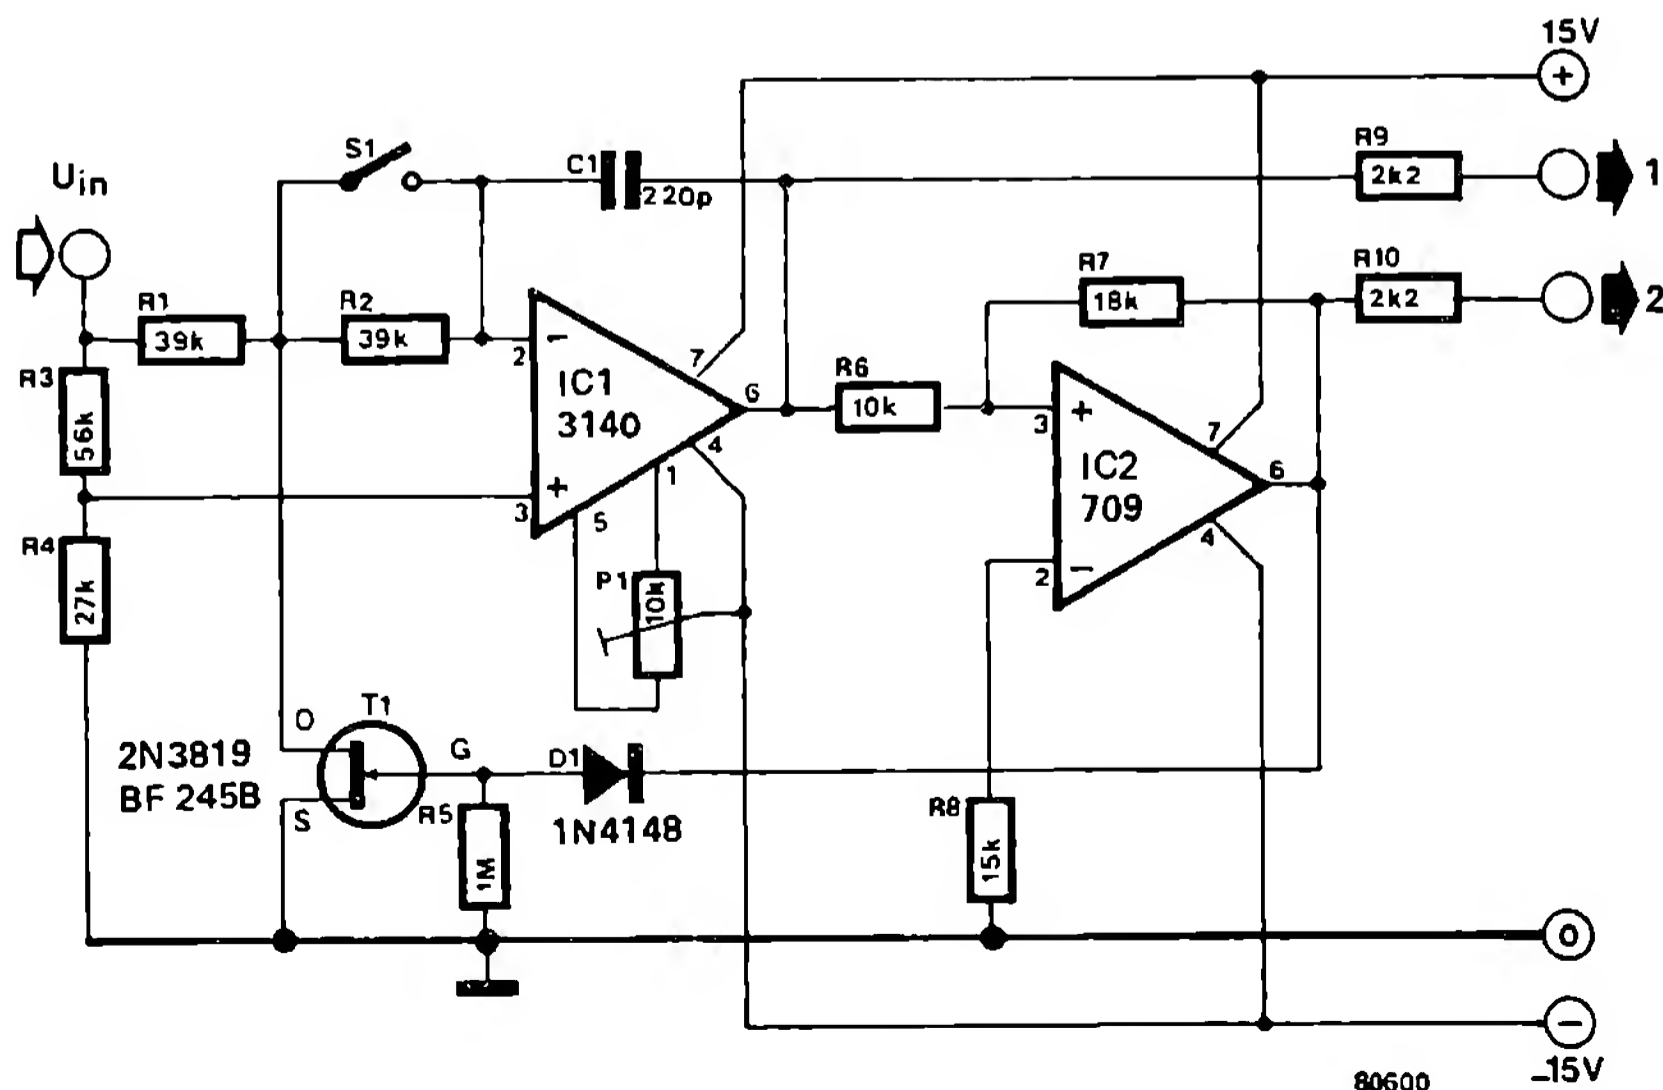 15V
+
S1
C1
220p
R9
2k2
1
Uin
R10
2k2
2
R7
18k
R1
39k
R2
39k
2
−
7
IC1
3140
6
R6
10k
3
+
7
R3
56k
4
IC2
709
6
3
+
5
1
2
−
4
R4
27k
P1
10k
T1
D
G
D1
2N3819
BF 245B
S
R5
1M
1N4148
R8
15k
0
−
−15V
80600